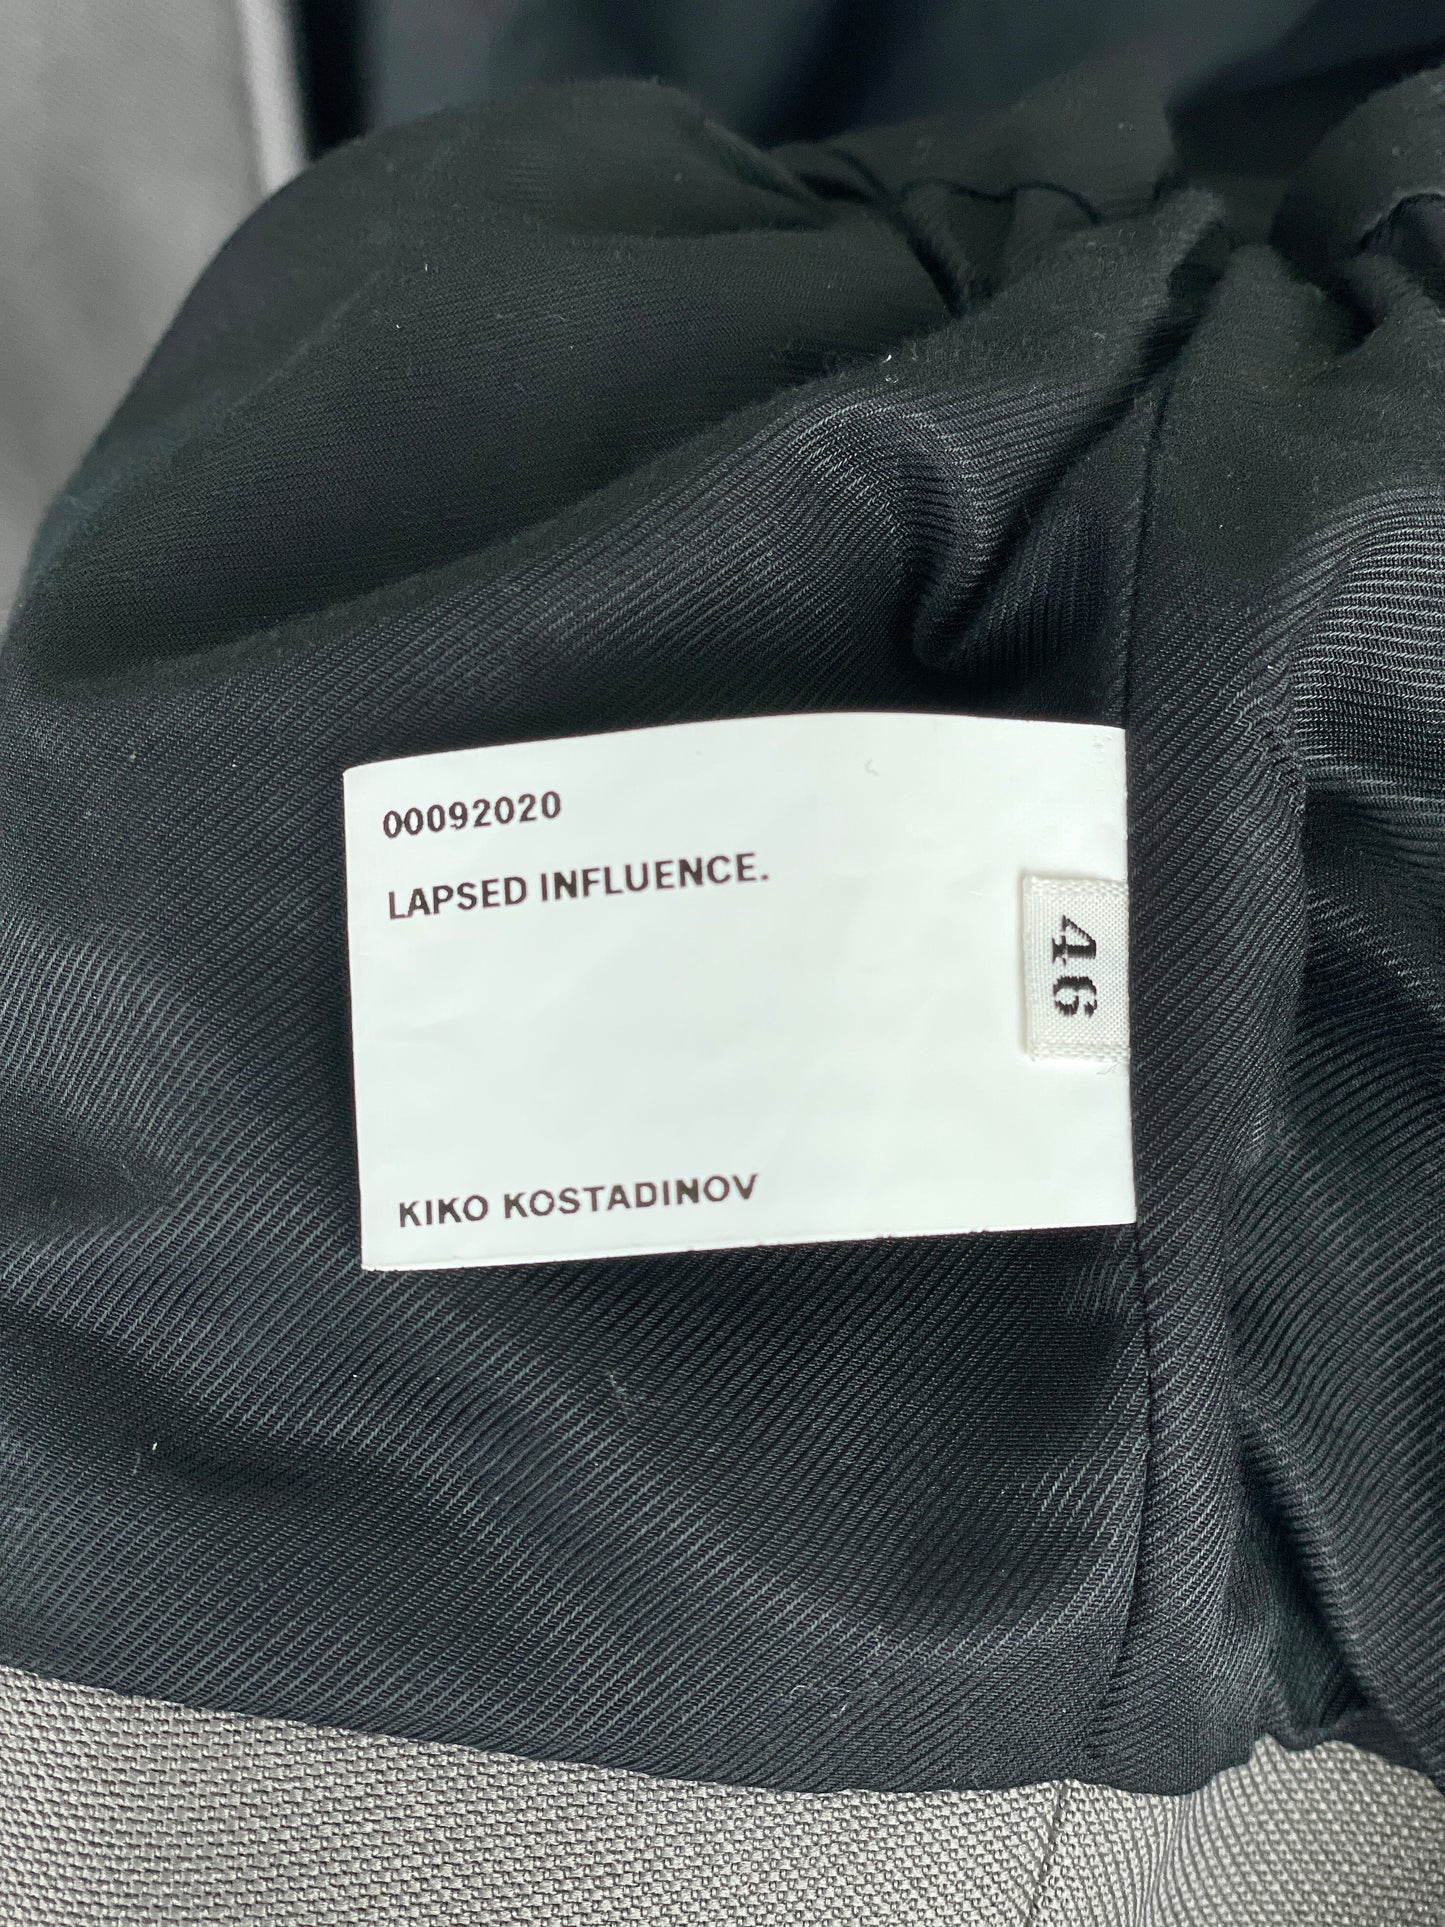 00092020
LAPSED INFLUENCE.
46
KIKO KOSTADINOV